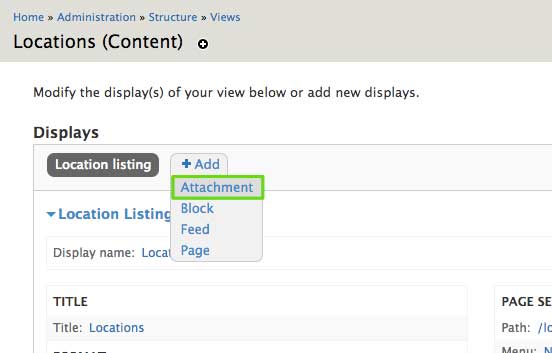 Home » Administration » Structure » Views
Locations (Content)
Modify the display(s) of your view below or add new displays.
Displays
Location listing + Add
Attachment
Block
Feed
Page
Location Listing
Display name:
TITLE PAGE SE
Title: Locations Path: /lo
Menu: N